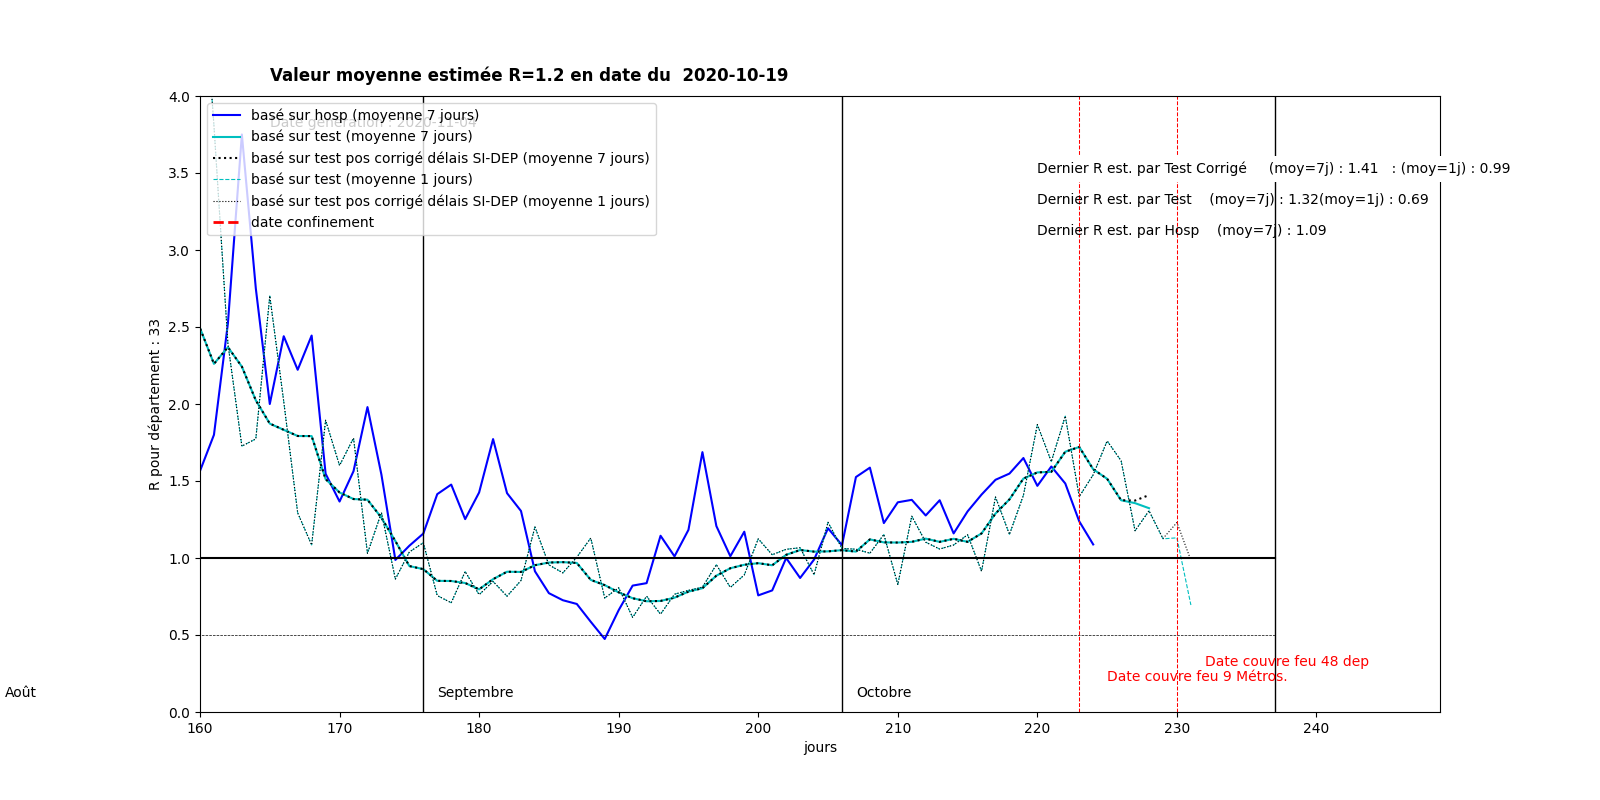 Valeur moyenne estimée R=1.2 en date du  2020-10-19
4.0
3.5
3.0
2.5
2.0
1.5
1.0
0.5
0.0
R pour département : 33
Date génération : 2020-11-04
basé sur hosp (moyenne 7 jours)
basé sur test (moyenne 7 jours)
basé sur test pos corrigé délais SI-DEP (moyenne 7 jours)
basé sur test (moyenne 1 jours)
basé sur test pos corrigé délais SI-DEP (moyenne 1 jours)
date confinement
Dernier R est. par Test Corrigé     (moy=7j) : 1.41   : (moy=1j) : 0.99
Dernier R est. par Test    (moy=7j) : 1.32(moy=1j) : 0.69
Dernier R est. par Hosp    (moy=7j) : 1.09
Date couvre feu 48 dep
Date couvre feu 9 Métros.
Août
Septembre
Octobre
160
170
180
190
200
210
220
230
240
jours